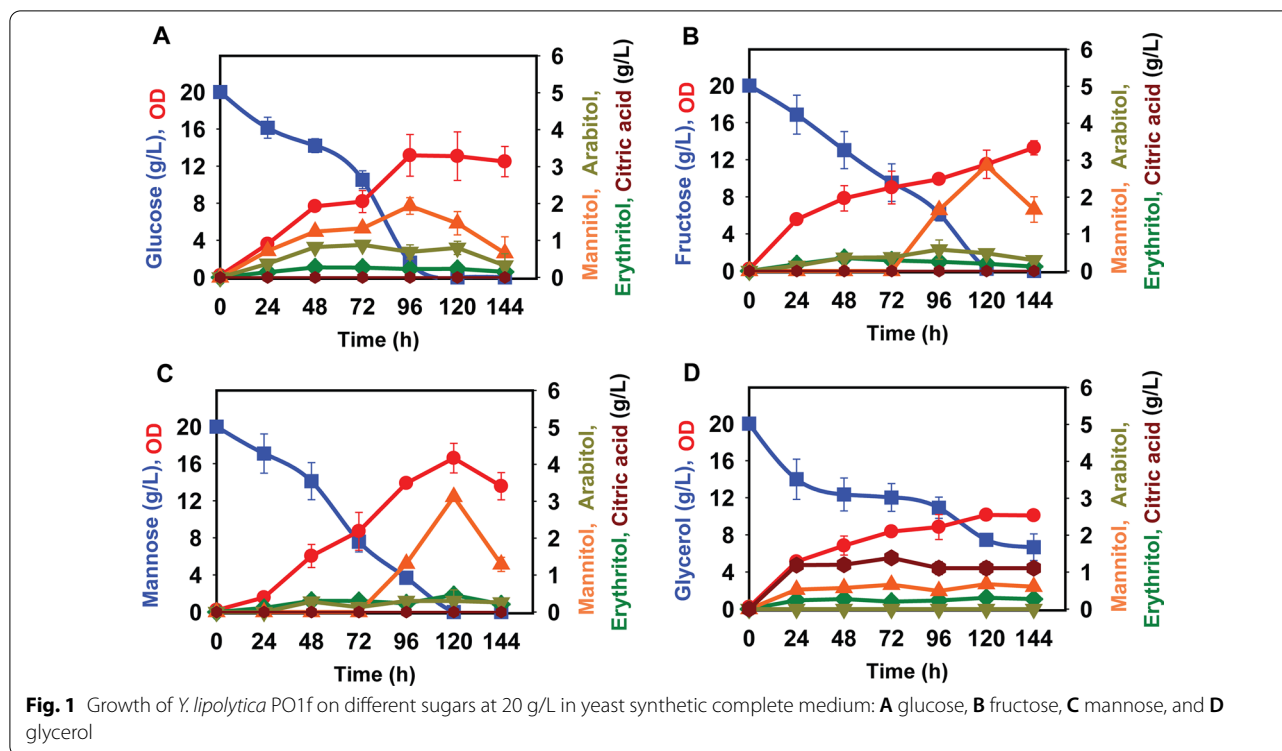 A
B
Glucose (g/L), OD
20
16
12
8
4
0
6
5
4
3
2
1
0
Mannitol, Arabitol,
Erythritol, Citric acid (g/L)
0 24 48 72 96 120 144
Time (h)
Fructose (g/L), OD
20
16
12
8
4
0
6
5
4
3
2
1
0
Mannitol, Arabitol,
Erythritol, Citric acid (g/L)
0 24 48 72 96 120 144
Time (h)
C
D
Mannose (g/L), OD
20
16
12
8
4
0
6
5
4
3
2
1
0
Mannitol, Arabitol,
Erythritol, Citric acid (g/L)
0 24 48 72 96 120 144
Time (h)
Glycerol (g/L), OD
20
16
12
8
4
0
6
5
4
3
2
1
0
Mannitol, Arabitol,
Erythritol, Citric acid (g/L)
0 24 48 72 96 120 144
Time (h)
Fig. 1 Growth of Y. lipolytica PO1f on different sugars at 20 g/L in yeast synthetic complete medium: A glucose, B fructose, C mannose, and D
glycerol